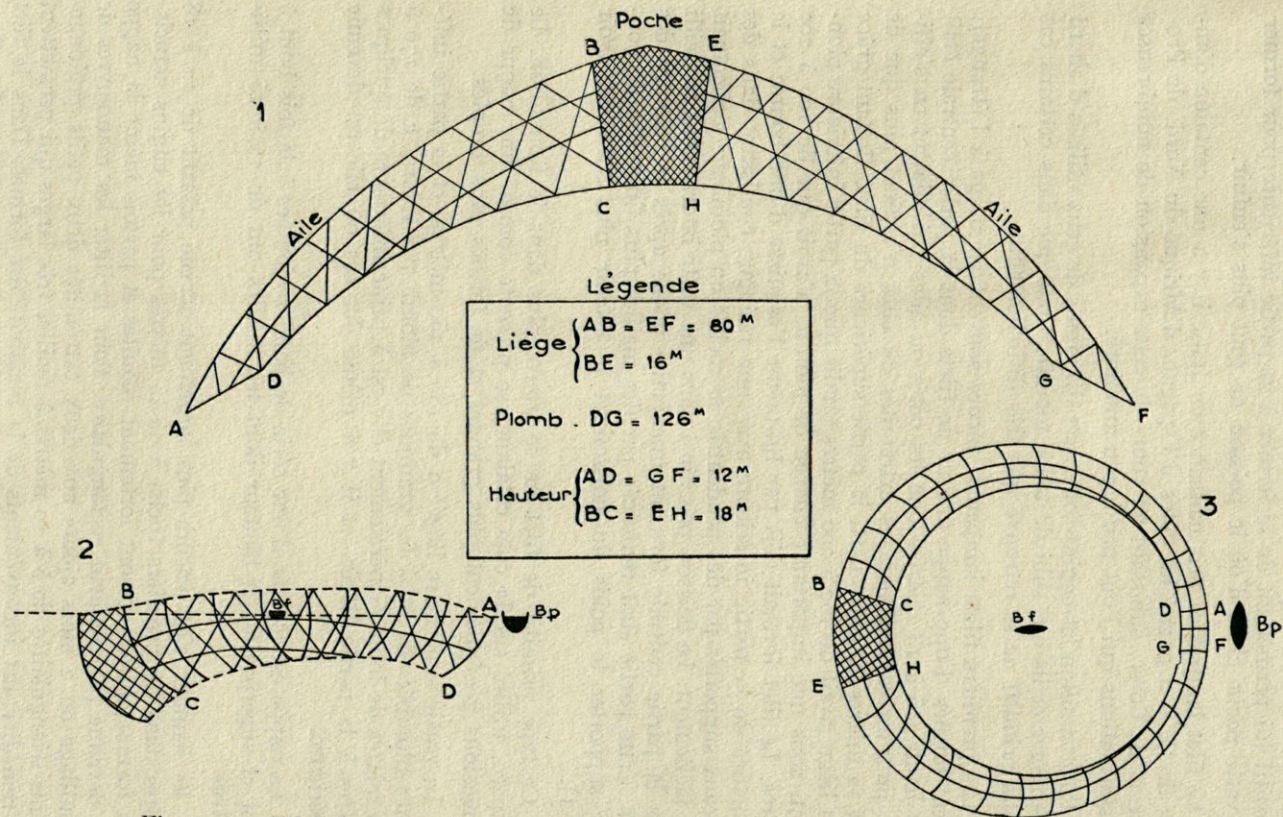 Poche
B E
1
Aile Aile
C H
D G
A F
Légende
Liège { AB = EF = 80 M
BE = 16 M
Plomb . DG = 126 M
Hauteur { AD = GF = 12 M
BC = EH = 18 M
2
B Bf A Bp
C D
3
B C D A
Bf Bp
E H G F